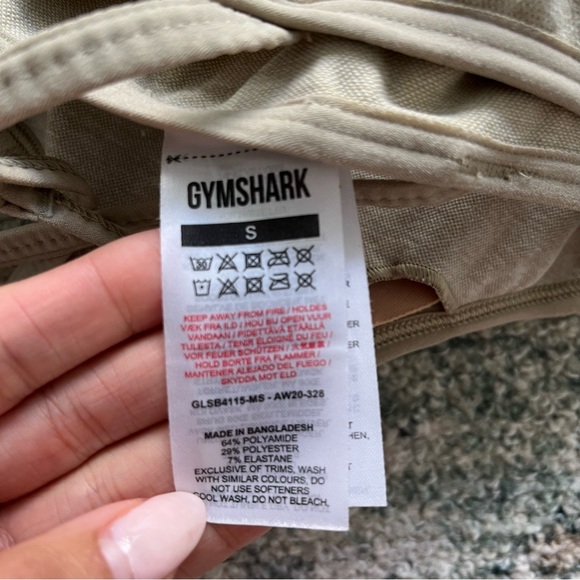 GYMSHARK
S
KEEP AWAY FROM FIRE / HOLDES
VÆK FRA ILD / HOU BIJ OPEN VUUR
VANDAAN / PIDETTÄVÄ ETÄÄLLÄ
TULESTA / TENIR ÉLOIGNÉ DU FEU /
VOR FEUER SCHÜTZEN / 火気厳禁 /
HOLD BORTE FRA FLAMMER /
MANTENER ALEJADO DEL FUEGO /
SKYDDA MOT ELD
GLSB4115-MS - AW20-328
MADE IN BANGLADESH
64% POLYAMIDE
29% POLYESTER
7% ELASTANE
EXCLUSIVE OF TRIMS, WASH
WITH SIMILAR COLOURS, DO
NOT USE SOFTENERS
COOL WASH, DO NOT BLEACH,